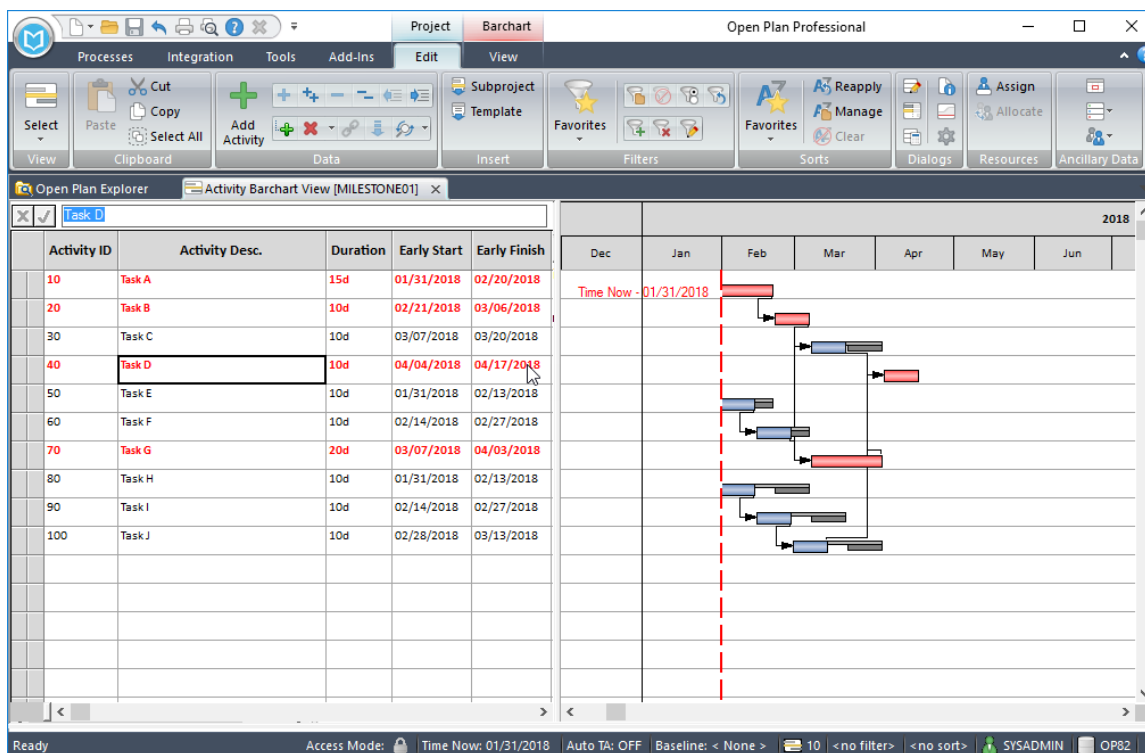 Project Barchart Open Plan Professional
Processes Integration Tools Add-Ins Edit View
Select
View
Paste
Cut
Copy
Select All
Clipboard
Add
Activity
Data
Subproject
Template
Insert
Favorites
Filters
Favorites
Reapply
Manage
Clear
Sorts
Dialogs
Assign
Allocate
Resources
Ancillary Data
Open Plan Explorer Activity Barchart View [MILESTONE01]
Task D
2018
Activity ID Activity Desc. Duration Early Start Early Finish Dec Jan Feb Mar Apr May Jun
10 Task A 15d 01/31/2018 02/20/2018
Time Now - 01/31/2018
20 Task B 10d 02/21/2018 03/06/2018
30 Task C 10d 03/07/2018 03/20/2018
40 Task D 10d 04/04/2018 04/17/2018
50 Task E 10d 01/31/2018 02/13/2018
60 Task F 10d 02/14/2018 02/27/2018
70 Task G 20d 03/07/2018 04/03/2018
80 Task H 10d 01/31/2018 02/13/2018
90 Task I 10d 02/14/2018 02/27/2018
100 Task J 10d 02/28/2018 03/13/2018
Ready Access Mode: Time Now: 01/31/2018 Auto TA: OFF Baseline: < None > 10 <no filter> <no sort> SYSADMIN OP82